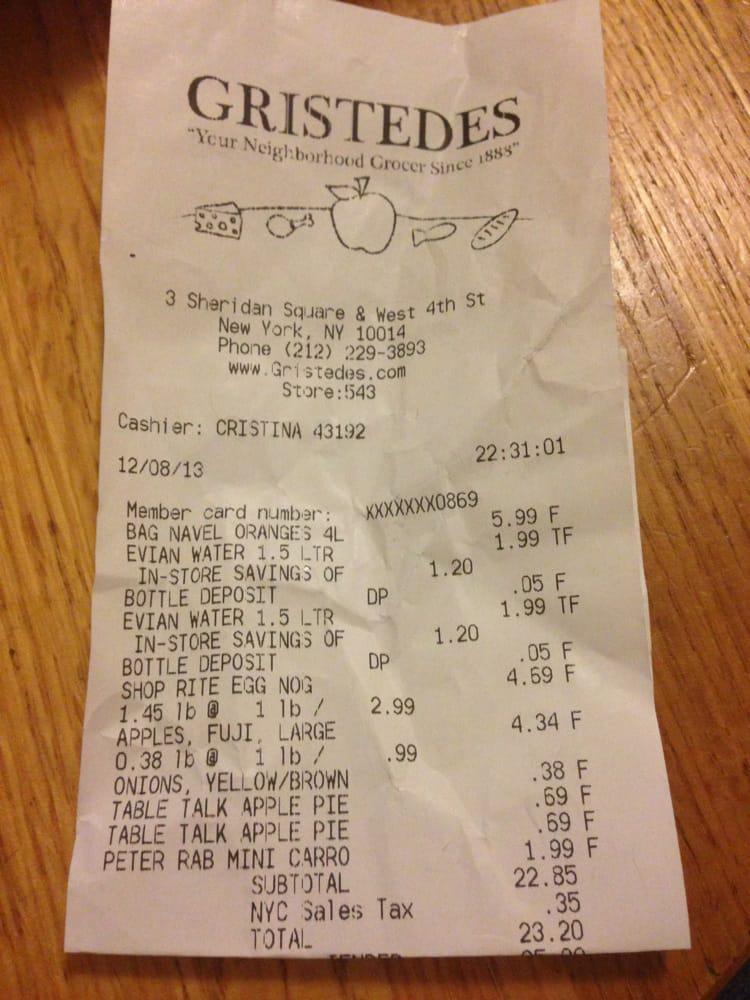 GRISTEDES
"Your Neighborhood Grocer Since 1888"
3 Sheridan Square & West 4th St
New York, NY 10014
Phone (212) 229-3893
www.Gristedes.com
Store:543
Cashier: CRISTINA 43192
12/08/13 22:31:01
Member card number: XXXXXXX0869
BAG NAVEL ORANGES 4L 5.99 F
EVIAN WATER 1.5 LTR 1.99 TF
IN-STORE SAVINGS OF 1.20
BOTTLE DEPOSIT DP .05 F
EVIAN WATER 1.5 LTR 1.99 TF
IN-STORE SAVINGS OF 1.20
BOTTLE DEPOSIT DP .05 F
SHOP RITE EGG NOG 4.69 F
1.45 lb @ 1 lb / 2.99
APPLES, FUJI, LARGE 4.34 F
0.38 lb @ 1 lb / .99
ONIONS, YELLOW/BROWN .38 F
TABLE TALK APPLE PIE .69 F
TABLE TALK APPLE PIE .69 F
PETER RAB MINI CARRO 1.99 F
SUBTOTAL 22.85
NYC Sales Tax .35
TOTAL 23.20
TENDER